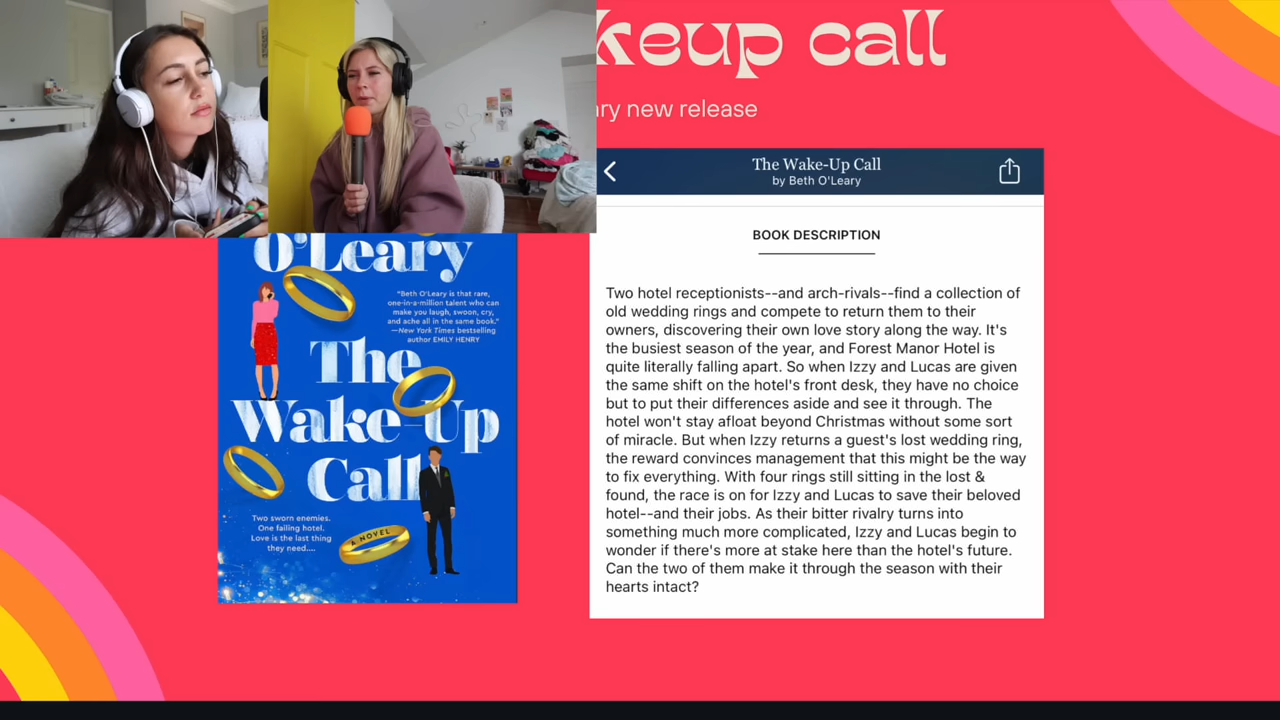 keup call
ary new release
The Wake-Up Call
by Beth O'Leary
BOOK DESCRIPTION
Two hotel receptionists--and arch-rivals--find a collection of
old wedding rings and compete to return them to their
owners, discovering their own love story along the way. It's
the busiest season of the year, and Forest Manor Hotel is
quite literally falling apart. So when Izzy and Lucas are given
the same shift on the hotel's front desk, they have no choice
but to put their differences aside and see it through. The
hotel won't stay afloat beyond Christmas without some sort
of miracle. But when Izzy returns a guest's lost wedding ring,
the reward convinces management that this might be the way
to fix everything. With four rings still sitting in the lost &
found, the race is on for Izzy and Lucas to save their beloved
hotel--and their jobs. As their bitter rivalry turns into
something much more complicated, Izzy and Lucas begin to
wonder if there's more at stake here than the hotel's future.
Can the two of them make it through the season with their
hearts intact?
O'Leary
"Beth O'Leary is that rare,
one-in-a-million talent who can
make you laugh, swoon, cry,
and ache all in the same book."
—New York Times bestselling
author EMILY HENRY
The
Wake-Up
Call
Two sworn enemies.
One failing hotel.
Love is the last thing
they need....
A NOVEL